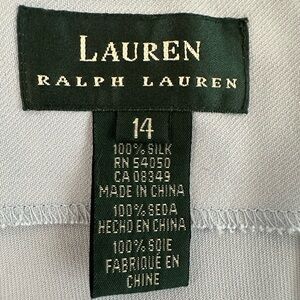 LAUREN
RALPH LAUREN
14
100% SILK
RN 54050
CA 08349
MADE IN CHINA
100% SEDA
HECHO EN CHINA
100% SOIE
FABRIQUÉ EN
CHINE